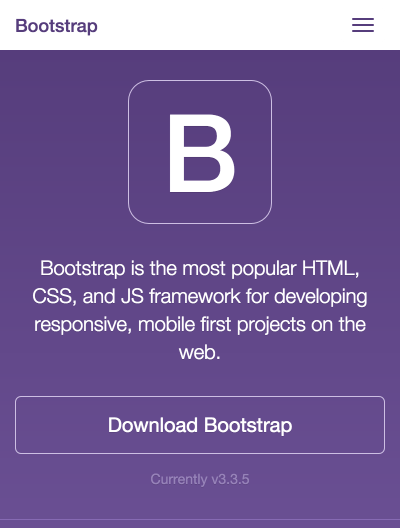 Bootstrap
B
Bootstrap is the most popular HTML,
CSS, and JS framework for developing
responsive, mobile first projects on the
web.
Download Bootstrap
Currently v3.3.5